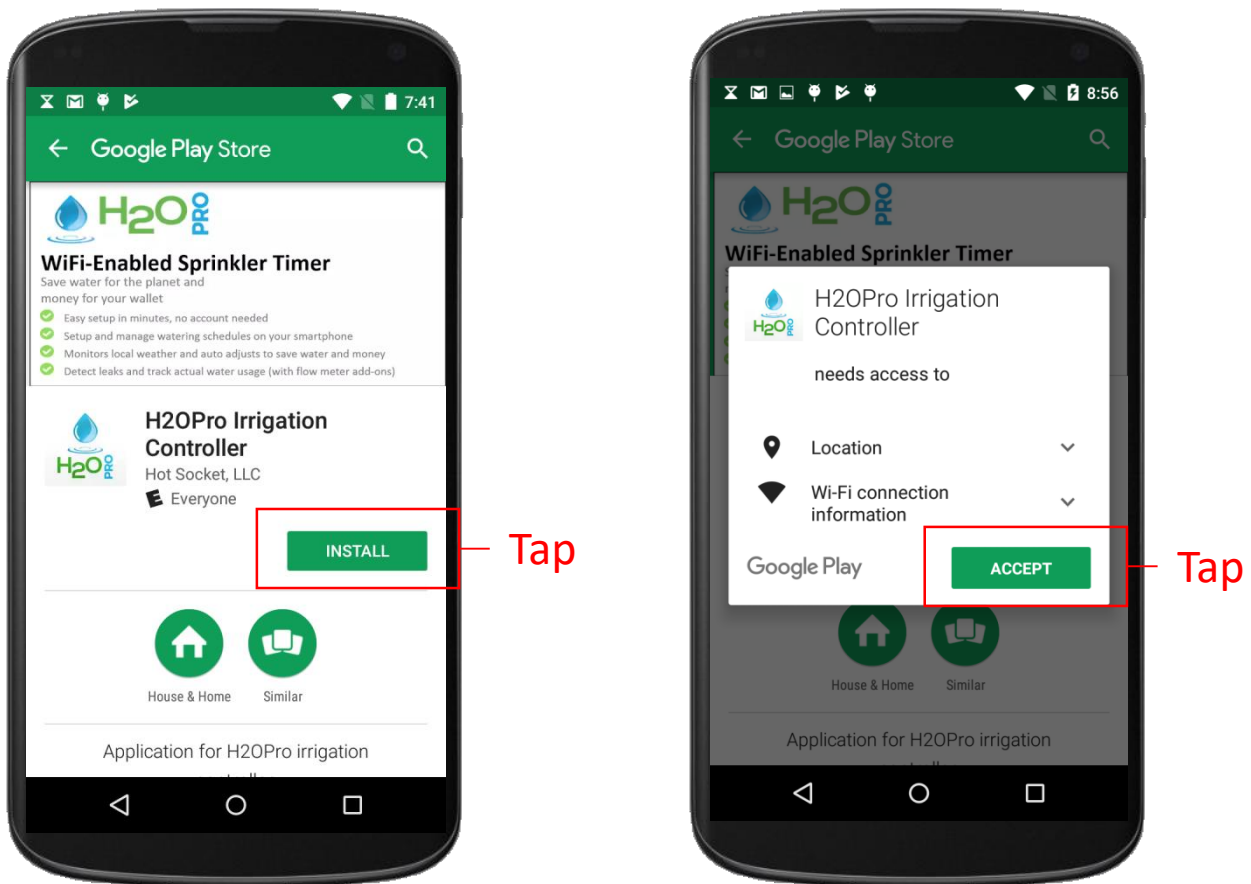 7:41
Google Play Store
H2O PRO
WiFi-Enabled Sprinkler Timer
Save water for the planet and
money for your wallet
Easy setup in minutes, no account needed
Setup and manage watering schedules on your smartphone
Monitors local weather and auto adjusts to save water and money
Detect leaks and track actual water usage (with flow meter add-ons)
H2O PRO
H2OPro Irrigation
Controller
Hot Socket, LLC
E Everyone
INSTALL
Tap
House & Home
Similar
Application for H2OPro irrigation
8:56
Google Play Store
H2O PRO
WiFi-Enabled Sprinkler Timer
H2O PRO
H2OPro Irrigation
Controller
needs access to
Location
Wi-Fi connection
information
Google Play
ACCEPT
Tap
House & Home
Similar
Application for H2OPro irrigation